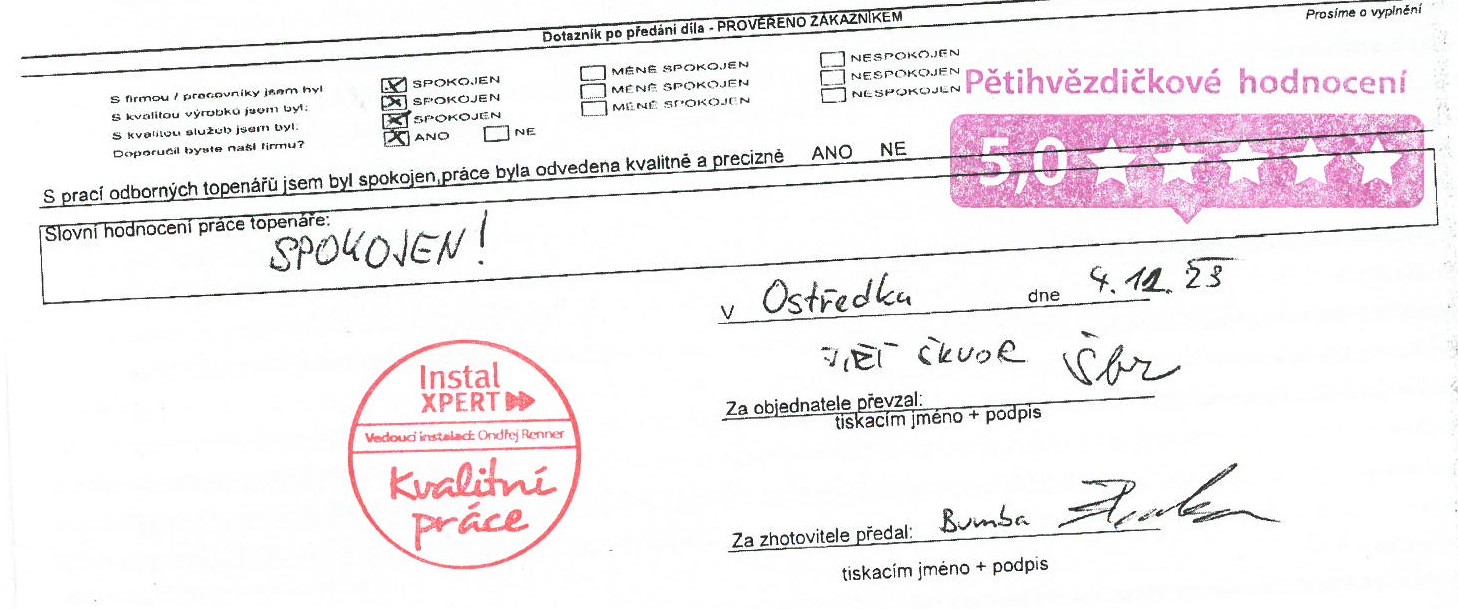 Dotazník po předání díla - PROVĚŘENO ZÁKAZNÍKEM
Prosíme o vyplnění
S firmou / pracovníky jsem byl SPOKOJEN MÉNĚ SPOKOJEN NESPOKOJEN
S kvalitou výrobků jsem byl: SPOKOJEN MÉNĚ SPOKOJEN NESPOKOJEN
S kvalitou služeb jsem byl: SPOKOJEN MÉNĚ SPOKOJEN NESPOKOJEN
Doporučil byste naší firmu? ANO NE
Pětihvězdičkové hodnocení
5,0
S prací odborných topenářů jsem byl spokojen,práce byla odvedena kvalitně a precizně ANO NE
Slovní hodnocení práce topenáře:
SPOKOJEN!
v Ostředku dne 4.12.23
JIŘÍ ČKVOR
Za objednatele převzal:
tiskacím jméno + podpis
Instal
XPERT
Vedoucí instalací: Ondřej Renner
Kvalitní
práce
Za zhotovitele předal: Bumba
tiskacím jméno + podpis